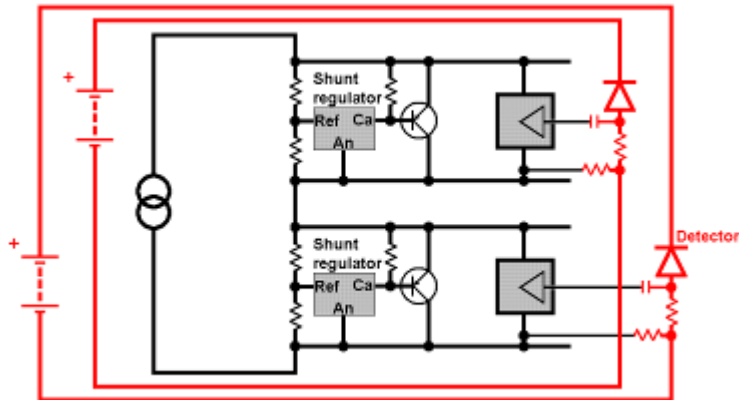 +
Shunt
regulator
Ref Ca
An
+
Shunt
regulator
Ref Ca
An
Detector